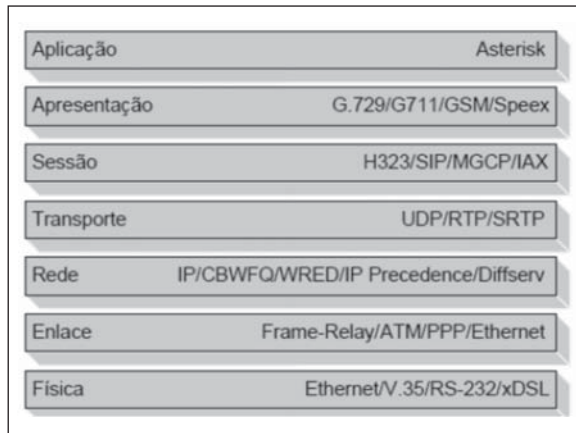 Aplicação Asterisk
Apresentação G.729/G711/GSM/Speex
Sessão H323/SIP/MGCP/IAX
Transporte UDP/RTP/SRTP
Rede IP/CBWFQ/WRED/IP Precedence/Diffserv
Enlace Frame-Relay/ATM/PPP/Ethernet
Física Ethernet/V.35/RS-232/xDSL